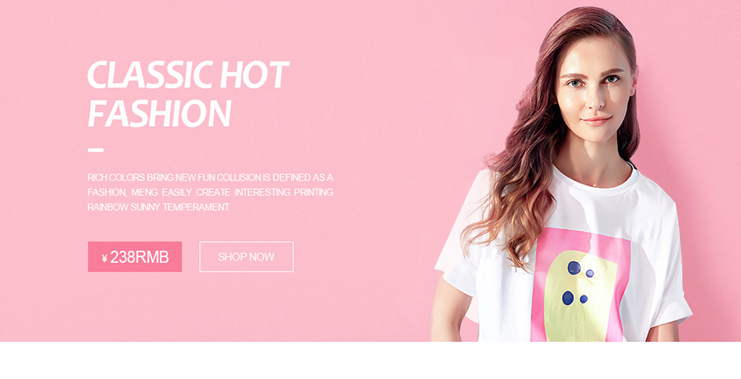 CLASSIC HOT
FASHION
RICH COLORS BRING NEW FUN COLLISION IS DEFINED AS A
FASHION, MENG EASILY CREATE INTERESTING PRINTING
RAINBOW SUNNY TEMPERAMENT.
¥ 238RMB
SHOP NOW